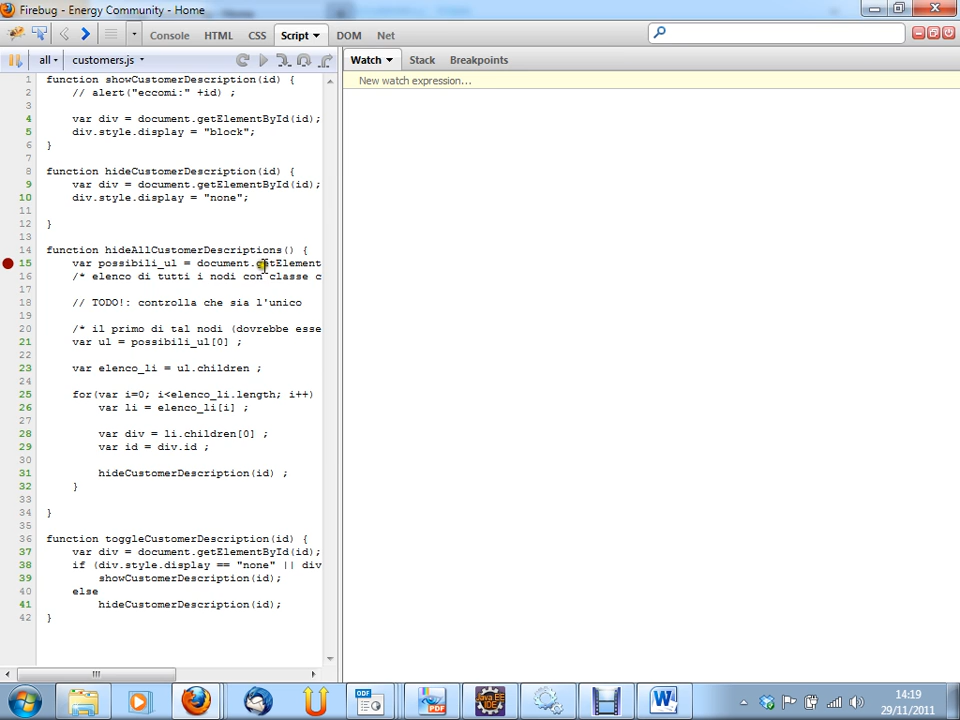 Firebug - Energy Community - Home
Console HTML CSS Script DOM Net
all customers.js
Watch Stack Breakpoints
New watch expression...
1 function showCustomerDescription(id) {
2 // alert("eccomi:" +id) ;
3
4 var div = document.getElementById(id);
5 div.style.display = "block";
6 }
7
8 function hideCustomerDescription(id) {
9 var div = document.getElementById(id);
10 div.style.display = "none";
11
12 }
13
14 function hideAllCustomerDescriptions() {
15 var possibili_ul = document.getElement
16 /* elenco di tutti i nodi con classe c
17
18 // TODO!: controlla che sia l'unico
19
20 /* il primo di tal nodi (dovrebbe esse
21 var ul = possibili_ul[0] ;
22
23 var elenco_li = ul.children ;
24
25 for(var i=0; i<elenco_li.length; i++)
26 var li = elenco_li[i] ;
27
28 var div = li.children[0] ;
29 var id = div.id ;
30
31 hideCustomerDescription(id) ;
32 }
33
34 }
35
36 function toggleCustomerDescription(id) {
37 var div = document.getElementById(id);
38 if (div.style.display == "none" || div
39 showCustomerDescription(id);
40 else
41 hideCustomerDescription(id);
42 }
ODF
PDF
Java EE
IDE
W
14:19
29/11/2011